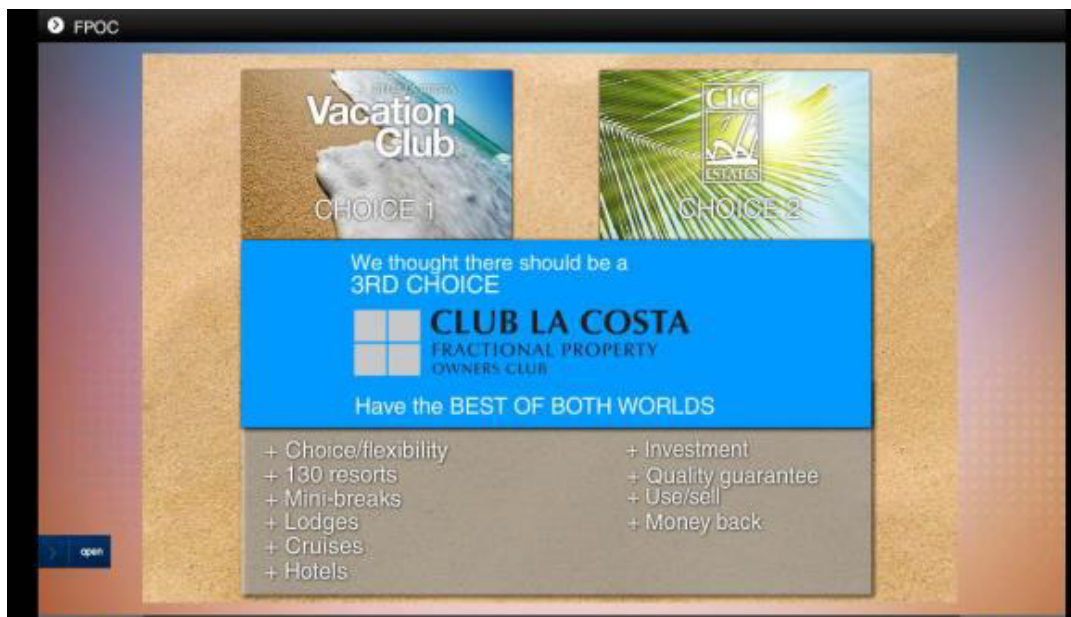 FPOC
Vacation
Club
CHOICE 1
CLC
ESTATES
CHOICE 2
We thought there should be a
3RD CHOICE
CLUB LA COSTA
FRACTIONAL PROPERTY
OWNERS CLUB
Have the BEST OF BOTH WORLDS
+ Choice/flexibility
+ 130 resorts
+ Mini-breaks
+ Lodges
+ Cruises
+ Hotels
+ Investment
+ Quality guarantee
+ Use/sell
+ Money back
open